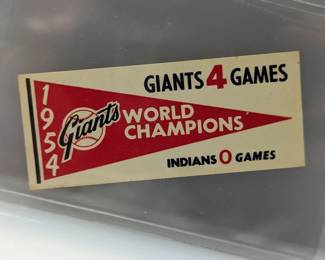 GIANTS 4 GAMES
1954
Giants
WORLD
CHAMPIONS
INDIANS 0 GAMES